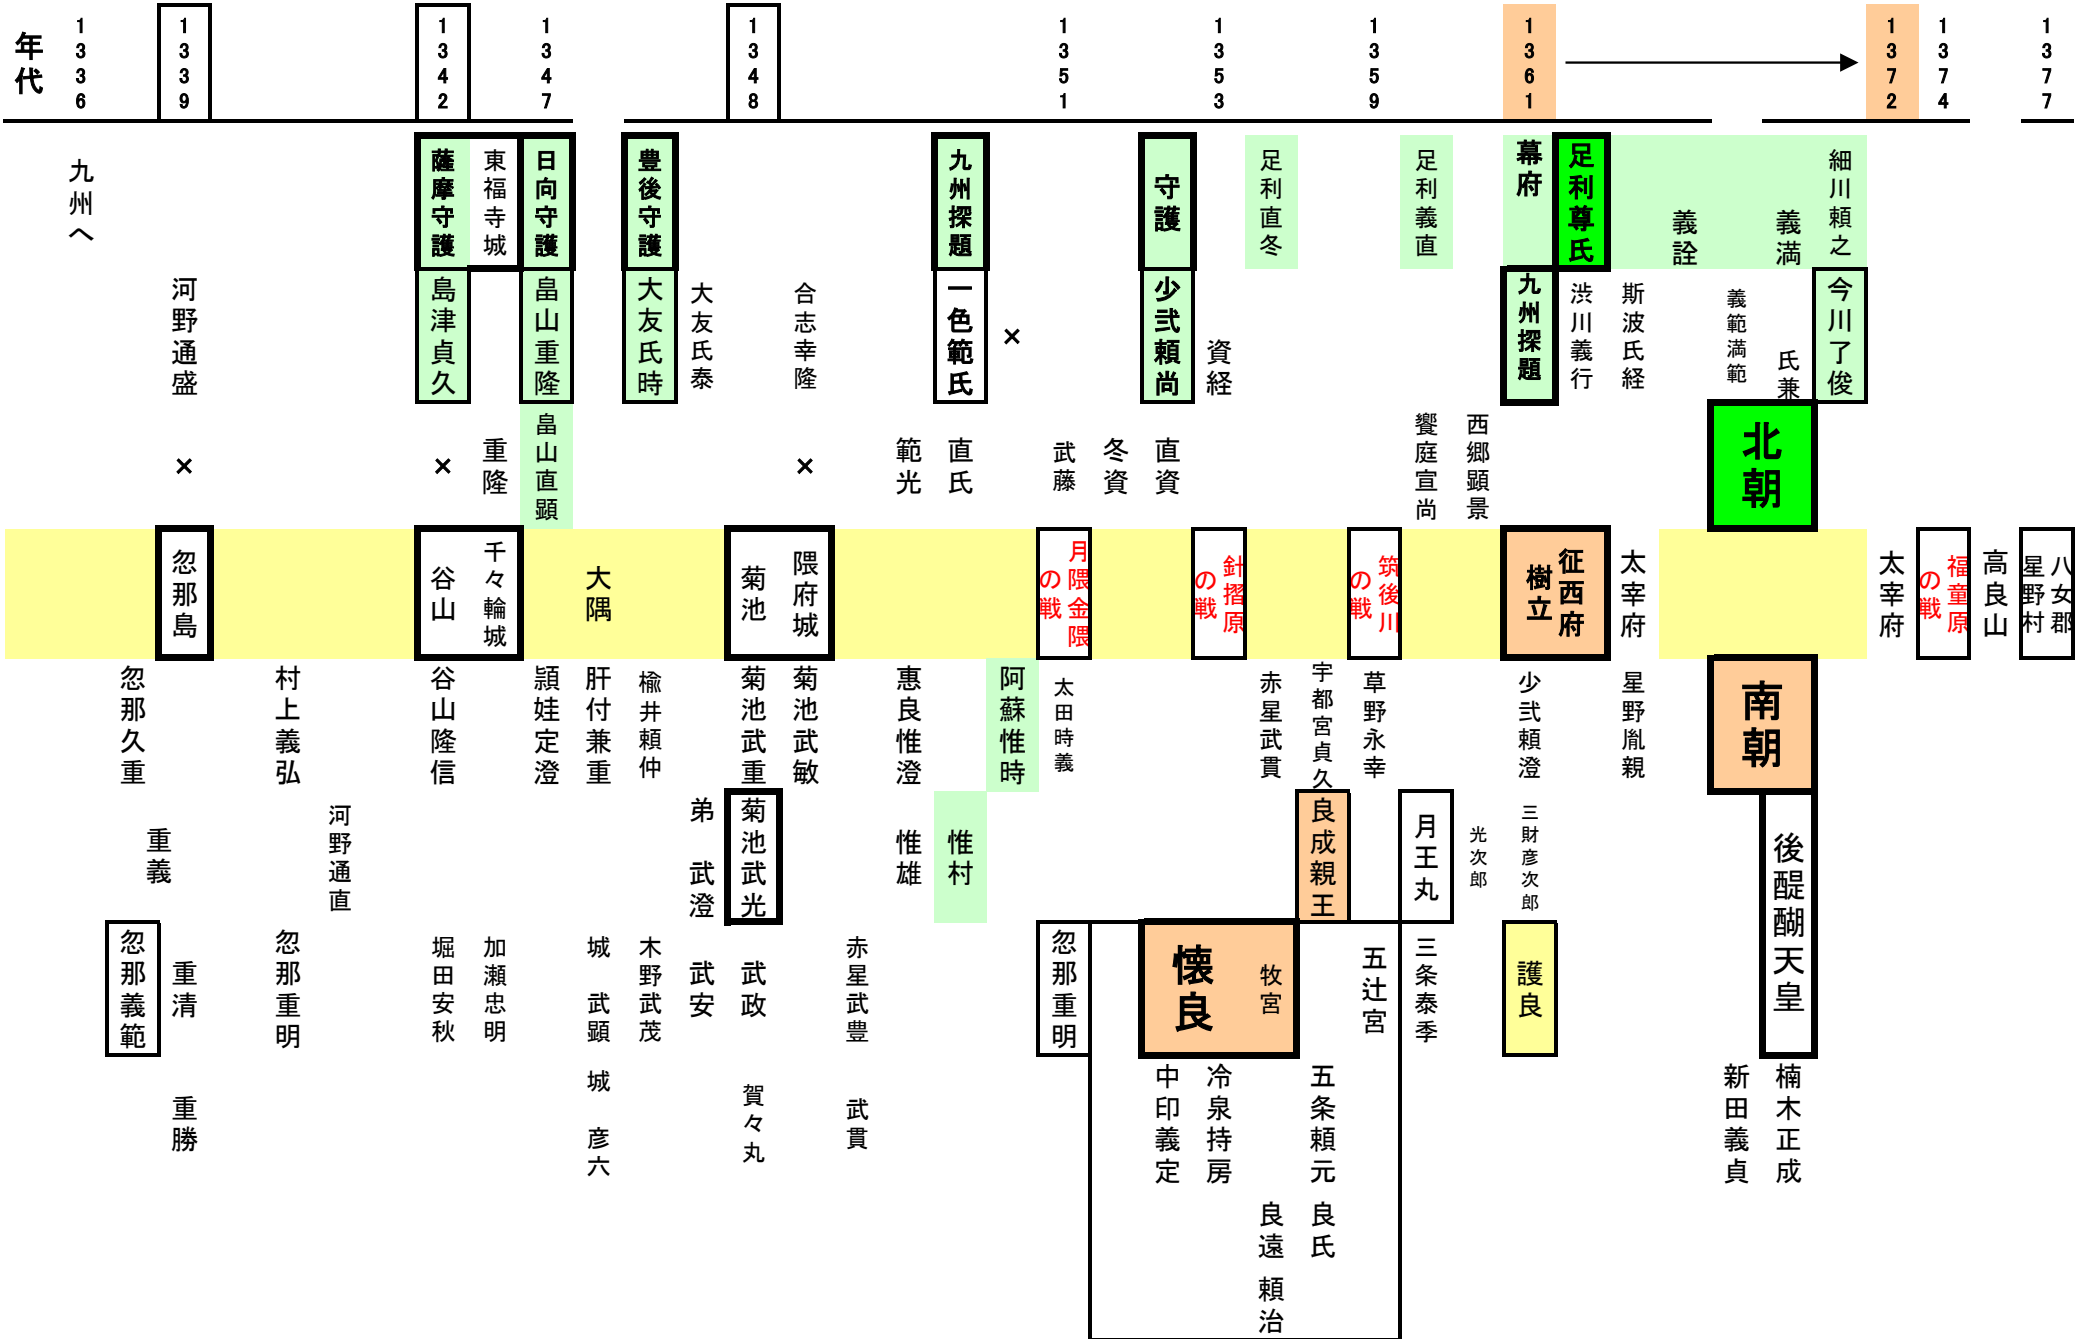 年代
1336
1339
1342
1347
1348
1351
1353
1359
1361
1372
1374
1377
九州へ
薩摩守護
東福寺城
日向守護
豊後守護
九州探題
守護
足利直冬
足利義直
幕府
足利尊氏
義詮
義満
細川頼之
河野通盛
島津貞久
畠山重隆
大友氏時
大友氏泰
合志幸隆
一色範氏
×
少弐頼尚
資経
九州探題
渋川義行
斯波氏経
義範満範
氏兼
今川了俊
×
×
重隆
畠山直顕
×
範光
直氏
武藤
冬資
直資
饗庭宣尚
西郷顕景
北朝
忽那島
谷山
千々輪城
大隅
菊池
隈府城
月隈金隈の戦
針摺原の戦
筑後川の戦
征西府樹立
太宰府
太宰府
福童原の戦
高良山
八女郡星野村
忽那久重
村上義弘
谷山隆信
頴娃定澄
肝付兼重
楡井頼仲
菊池武重
菊池武敏
惠良惟澄
阿蘇惟時
太田時義
赤星武貫
宇都宮貞久
草野永幸
少弐頼澄
星野胤親
南朝
重義
河野通直
弟 武澄
菊池武光
惟雄
惟村
良成親王
月王丸
光次郎
三財彦次郎
後醍醐天皇
忽那義範
重清
忽那重明
堀田安秋
加瀬忠明
城 武顕
木野武茂
武安
武政
赤星武豊
忽那重明
懐良
牧宮
五辻宮
三条泰季
護良
重勝
城 彦六
賀々丸
武貫
中印義定
冷泉持房
五条頼元
新田義貞
楠木正成
良遠
良氏
頼治